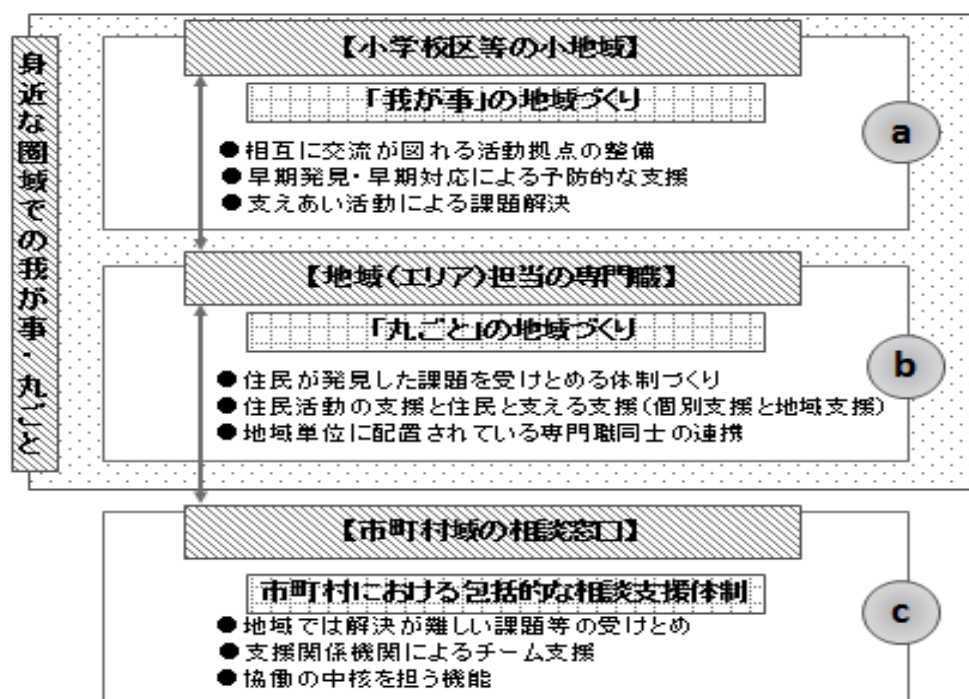 身近な圏域での我が事・丸ごと
【小学校区等の小地域】
「我が事」の地域づくり
●相互に交流が図れる活動拠点の整備
●早期発見・早期対応による予防的な支援
●支えあい活動による課題解決
a
【地域(エリア)担当の専門職】
「丸ごと」の地域づくり
●住民が発見した課題を受けとめる体制づくり
●住民活動の支援と住民と支える支援(個別支援と地域支援)
●地域単位に配置されている専門職同士の連携
b
【市町村域の相談窓口】
市町村における包括的な相談支援体制
●地域では解決が難しい課題等の受けとめ
●支援関係機関によるチーム支援
●協働の中核を担う機能
c